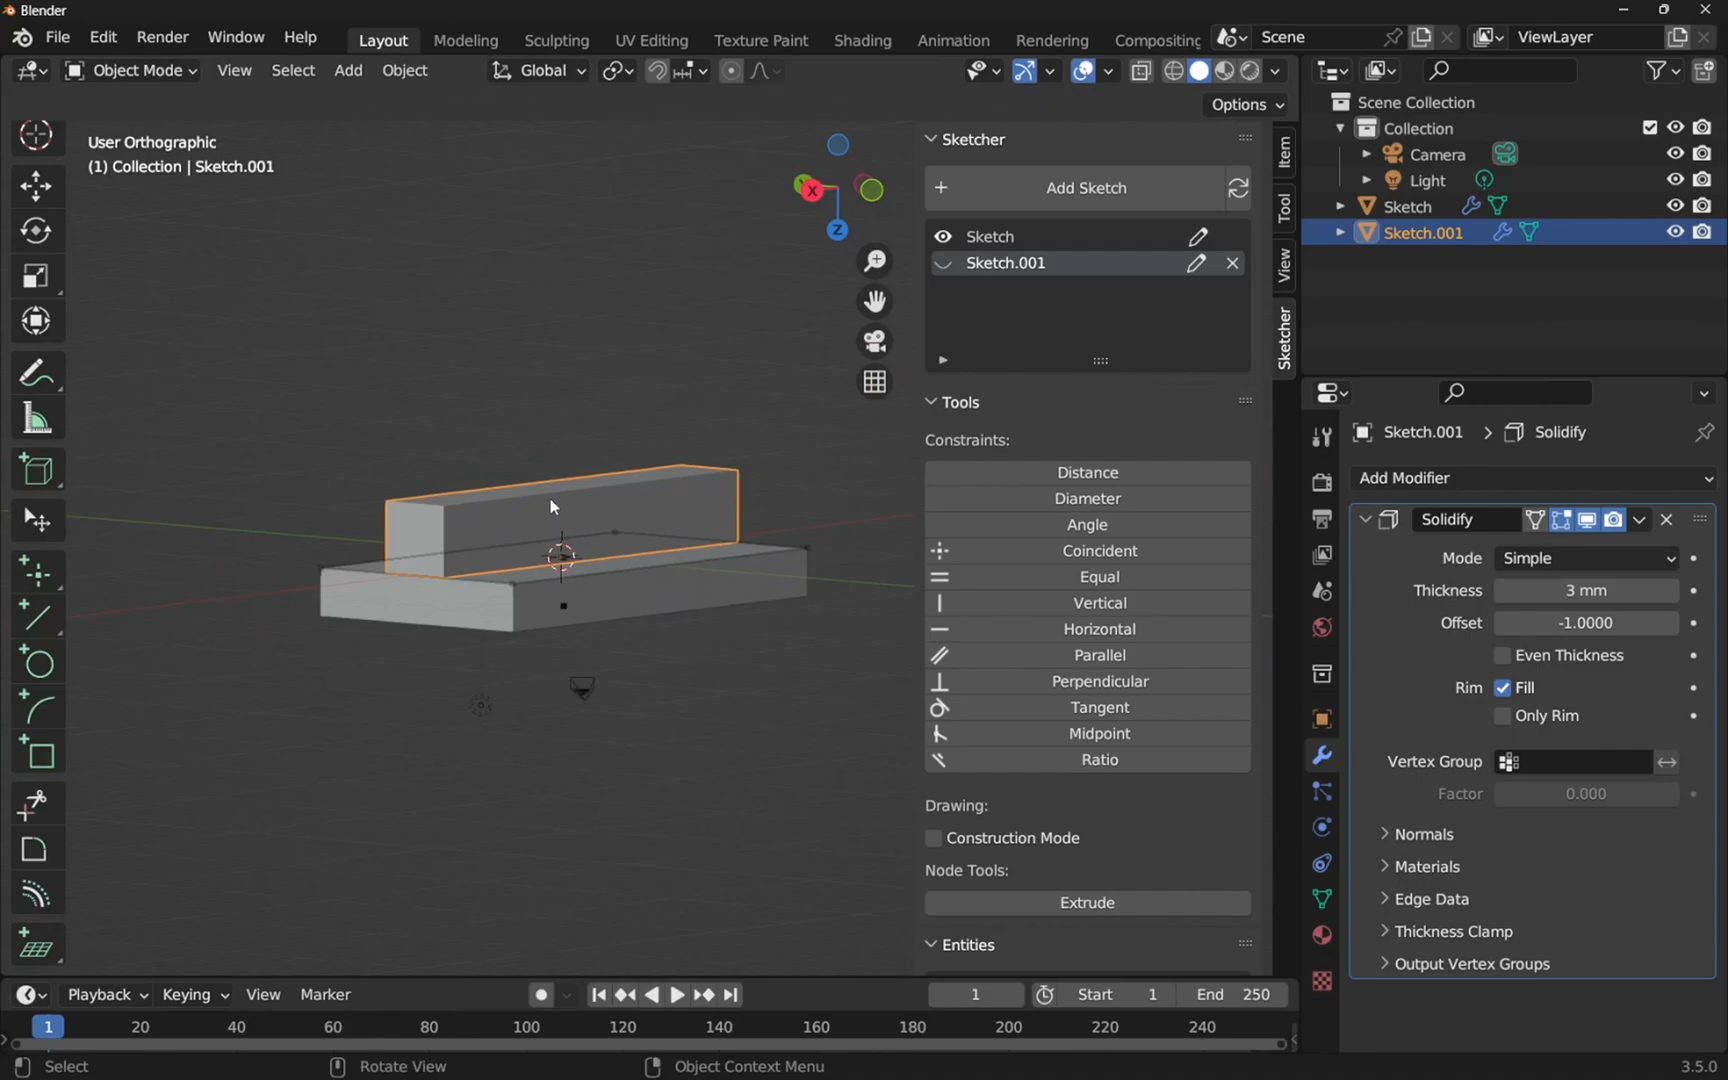 Blender
File Edit Render Window Help
Layout Modeling Sculpting UV Editing Texture Paint Shading Animation Rendering Compositing
Scene
ViewLayer
Object Mode View Select Add Object
Global
Options
User Orthographic
(1) Collection | Sketch.001
X
Y
Z
Sketcher
Add Sketch
Sketch
Sketch.001
Tools
Constraints:
Distance
Diameter
Angle
Coincident
Equal
Vertical
Horizontal
Parallel
Perpendicular
Tangent
Midpoint
Ratio
Drawing:
Construction Mode
Node Tools:
Extrude
Entities
Item
Tool
View
Sketcher
Scene Collection
Collection
Camera
Light
Sketch
Sketch.001
Sketch.001 > Solidify
Add Modifier
Solidify
Mode Simple
Thickness 3 mm
Offset -1.0000
Even Thickness
Rim Fill
Only Rim
Vertex Group
Factor 0.000
Normals
Materials
Edge Data
Thickness Clamp
Output Vertex Groups
Playback Keying View Marker
1 Start 1 End 250
1 20 40 60 80 100 120 140 160 180 200 220 240
Select Rotate View Object Context Menu 3.5.0